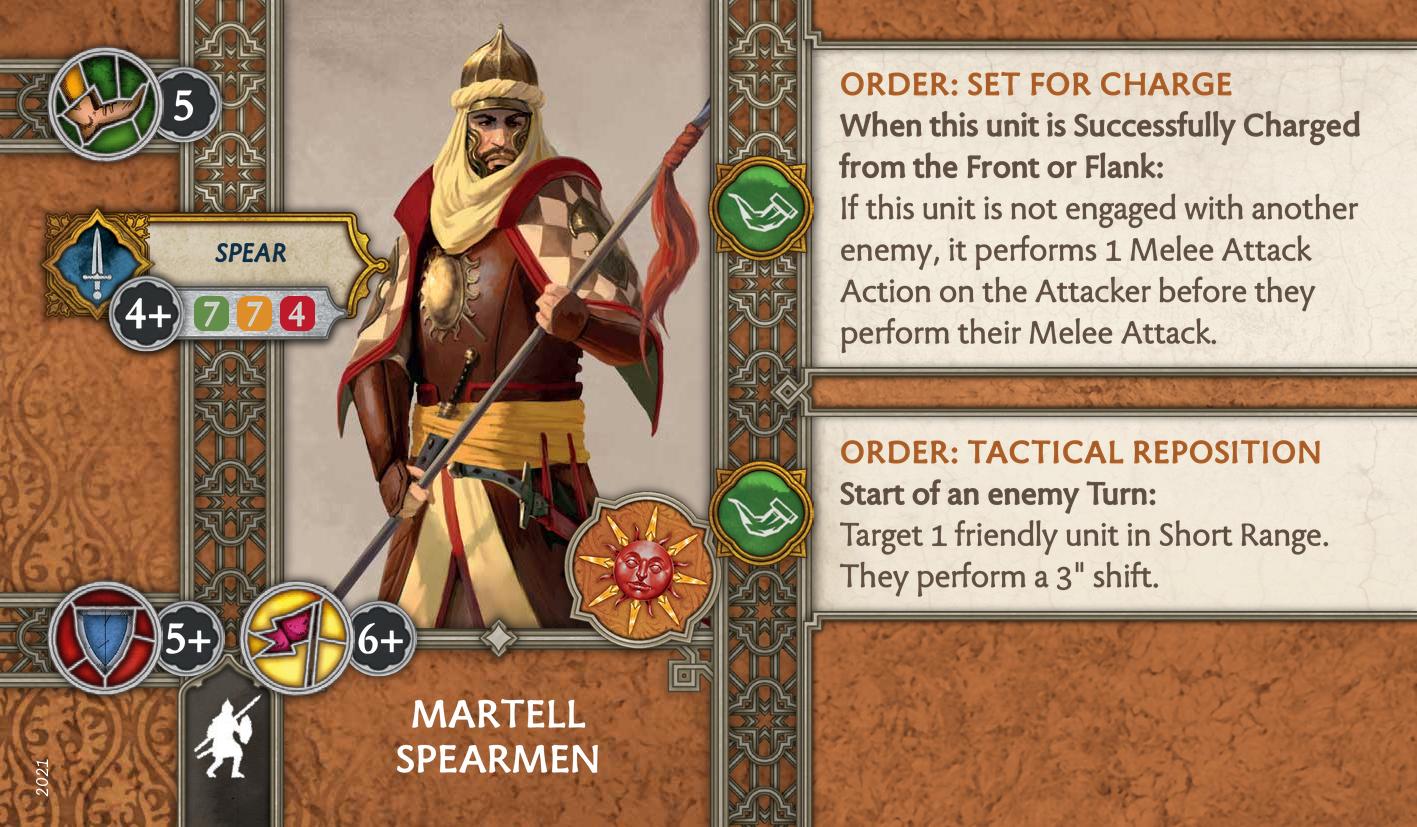 5
SPEAR
4+ 7 7 4
5+ 6+
MARTELL
SPEARMEN
2021
ORDER: SET FOR CHARGE
When this unit is Successfully Charged
from the Front or Flank:
If this unit is not engaged with another
enemy, it performs 1 Melee Attack
Action on the Attacker before they
perform their Melee Attack.
ORDER: TACTICAL REPOSITION
Start of an enemy Turn:
Target 1 friendly unit in Short Range.
They perform a 3" shift.